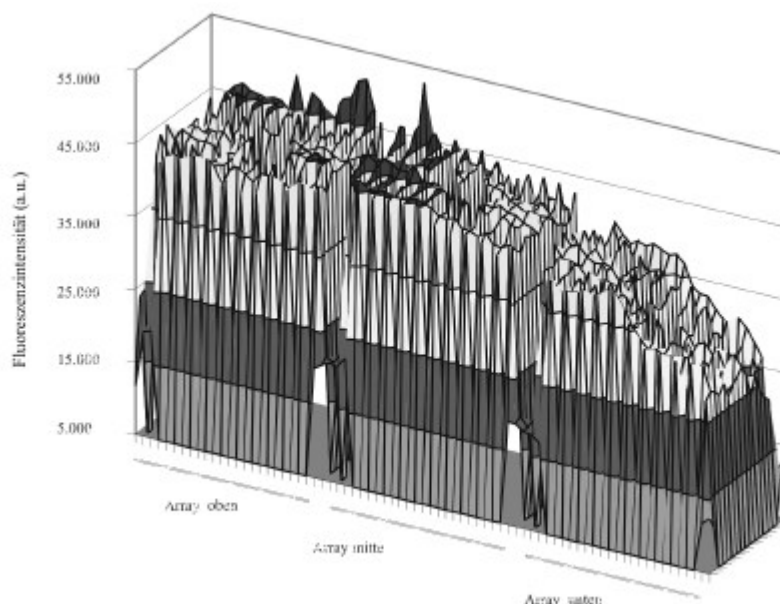 55.000
45.000
35.000
25.000
15.000
5.000
Fluoreszenzintensität (a.u.)
Array oben
Array mitte
Array unten